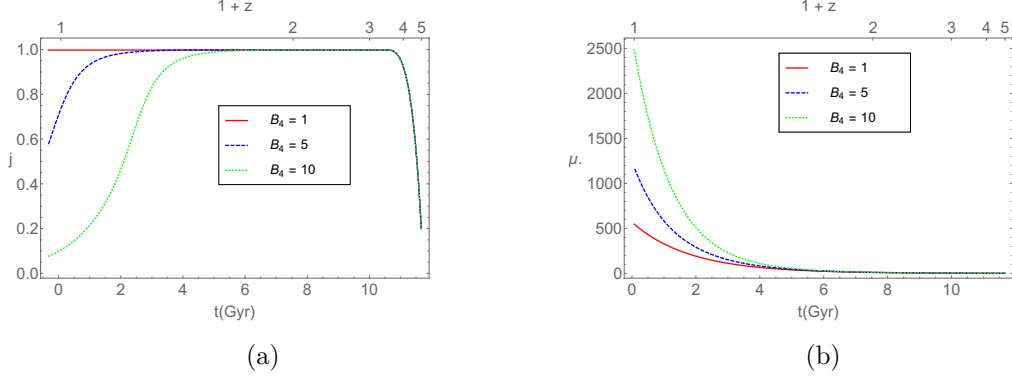 1 + z
1 2 3 4 5
1.0
0.8
0.6
0.4
0.2
0.0
B4 = 1
B4 = 5
B4 = 10
0 2 4 6 8 10
t(Gyr)
(a)
1 + z
1 2 3 4 5
2500
2000
1500
1000
500
0
μ.
B4 = 1
B4 = 5
B4 = 10
0 2 4 6 8 10
t(Gyr)
(b)